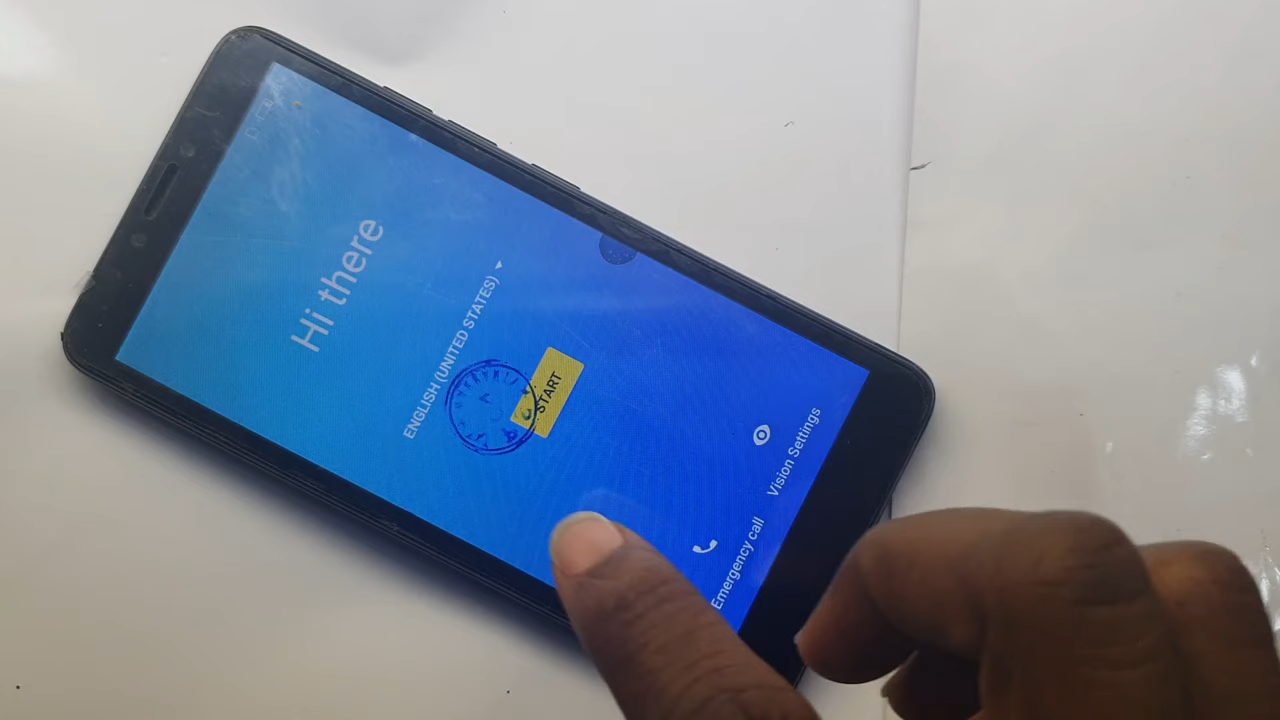 Hi there
ENGLISH (UNITED STATES)
START
Vision Settings
Emergency call